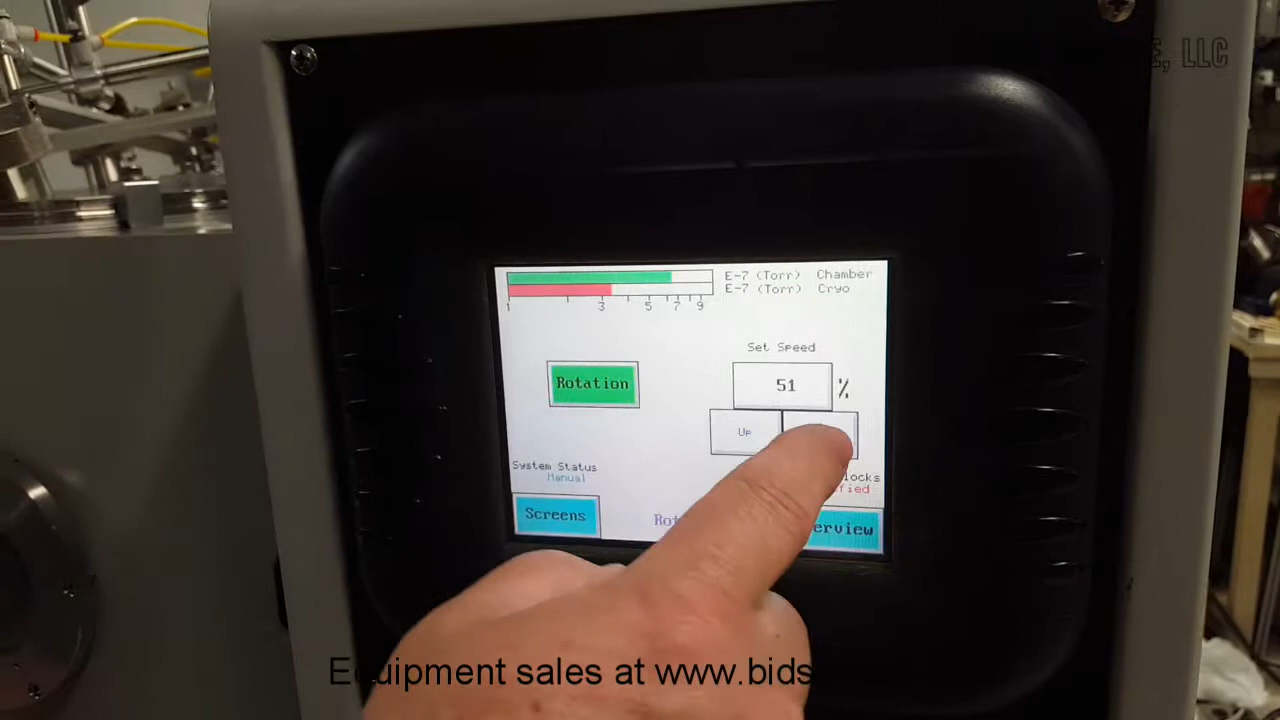 E, LLC
E-7 (Torr) Chamber
E-7 (Torr) Cryo
1 3 5 7 9
Set Speed
Rotation
51 %
Up
System Status
Manual
Screens
Equipment sales at www.bids